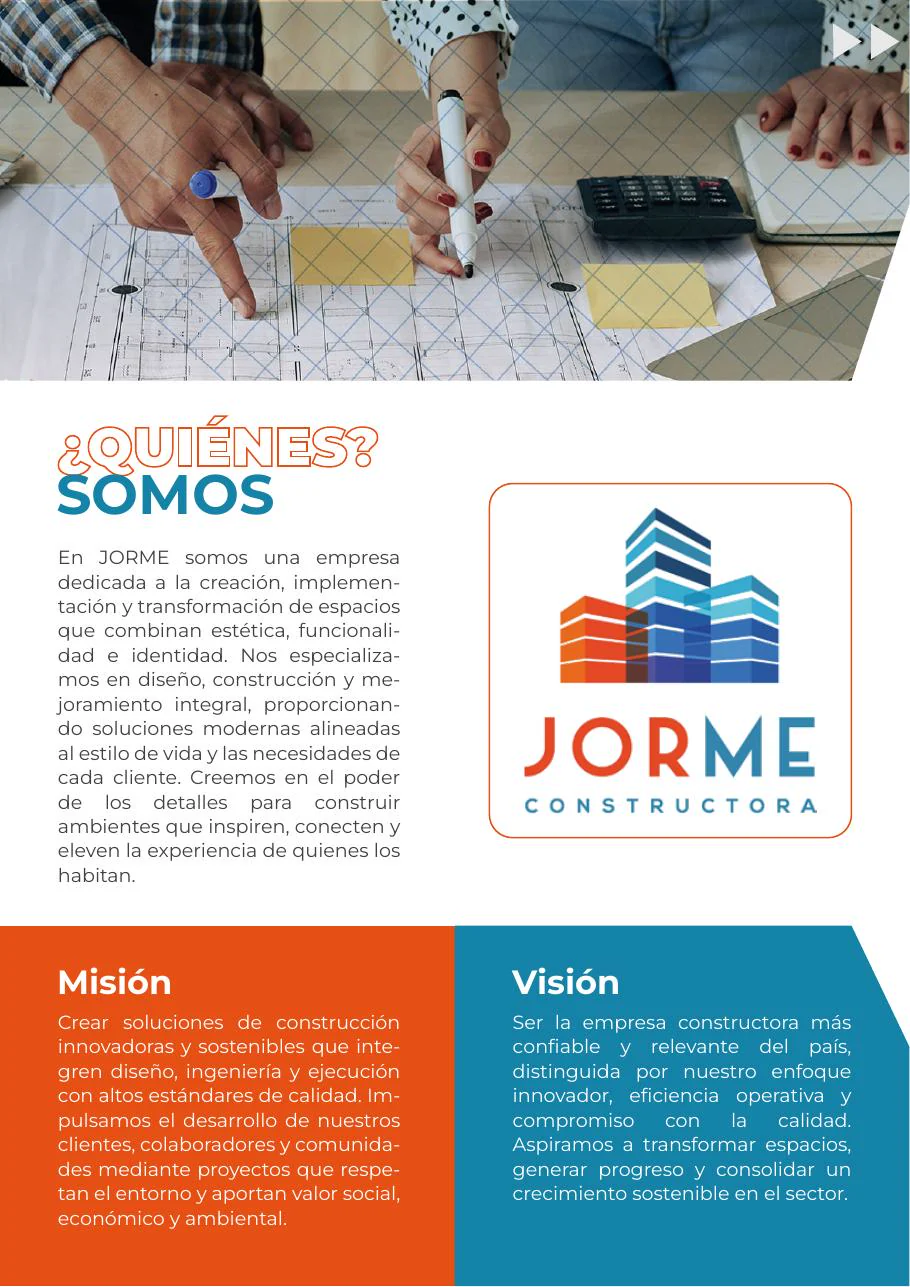 ¿QUIÉNES?
SOMOS
En JORME somos una empresa
dedicada a la creación, implemen-
tación y transformación de espacios
que combinan estética, funcionali-
dad e identidad. Nos especializa-
mos en diseño, construcción y me-
joramiento integral, proporcionan-
do soluciones modernas alineadas
al estilo de vida y las necesidades de
cada cliente. Creemos en el poder
de los detalles para construir
ambientes que inspiren, conecten y
eleven la experiencia de quienes los
habitan.
JORME
CONSTRUCTORA
Misión
Crear soluciones de construcción
innovadoras y sostenibles que inte-
gren diseño, ingeniería y ejecución
con altos estándares de calidad. Im-
pulsamos el desarrollo de nuestros
clientes, colaboradores y comunida-
des mediante proyectos que respe-
tan el entorno y aportan valor social,
económico y ambiental.
Visión
Ser la empresa constructora más
confiable y relevante del país,
distinguida por nuestro enfoque
innovador, eficiencia operativa y
compromiso con la calidad.
Aspiramos a transformar espacios,
generar progreso y consolidar un
crecimiento sostenible en el sector.